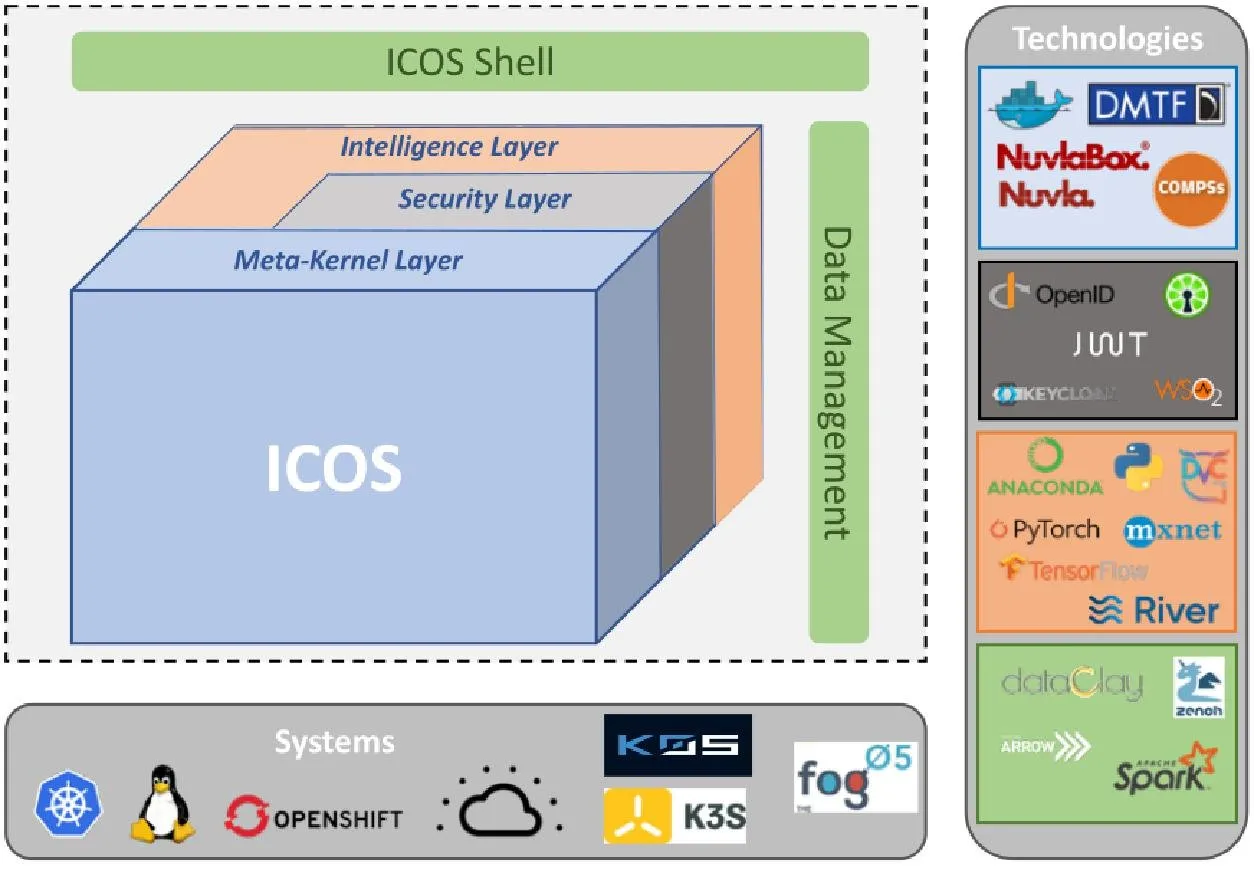 ICOS Shell
Intelligence Layer
Security Layer
Meta-Kernel Layer
ICOS
Data Management
Technologies
DMTF
NuvlaBox.®
Nuvla.
COMPSs
OpenID
JWT
KEYCLOAK
WSO2
ANACONDA
DVC
PyTorch
mxnet
TensorFlow
River
dataClay
zenoh
ARROW
APACHE
Spark
Systems
OPENSHIFT
K0S
K3S
THE
fog
Ø5